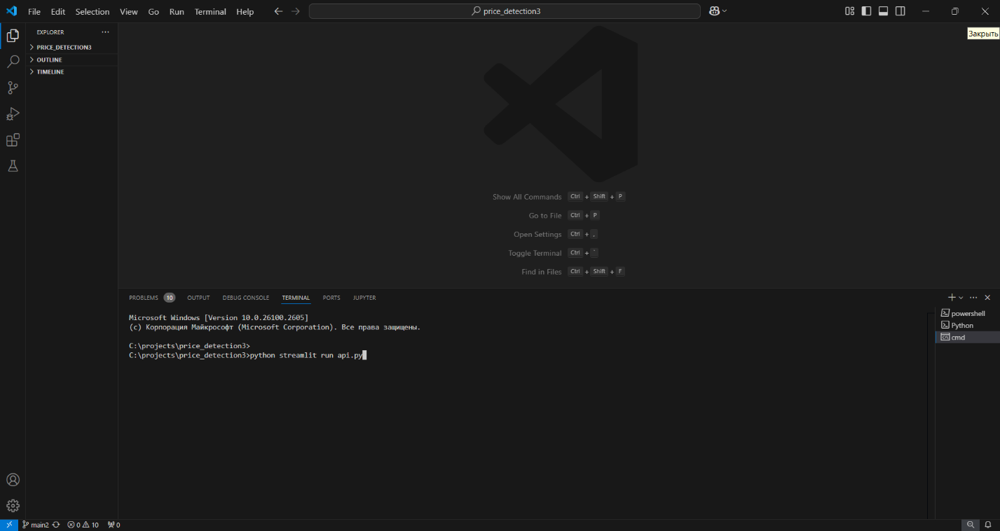 File Edit Selection View Go Run Terminal Help
price_detection3
Закрыть
EXPLORER
PRICE_DETECTION3
OUTLINE
TIMELINE
Show All Commands Ctrl + Shift + P
Go to File Ctrl + P
Open Settings Ctrl + ,
Toggle Terminal Ctrl + `
Find in Files Ctrl + Shift + F
PROBLEMS 10 OUTPUT DEBUG CONSOLE TERMINAL PORTS JUPYTER
Microsoft Windows [Version 10.0.26100.2605]
(c) Корпорация Майкрософт (Microsoft Corporation). Все права защищены.
C:\projects\price_detection3>
C:\projects\price_detection3>python streamlit run api.py
powershell
Python
cmd
main2 0 10 0